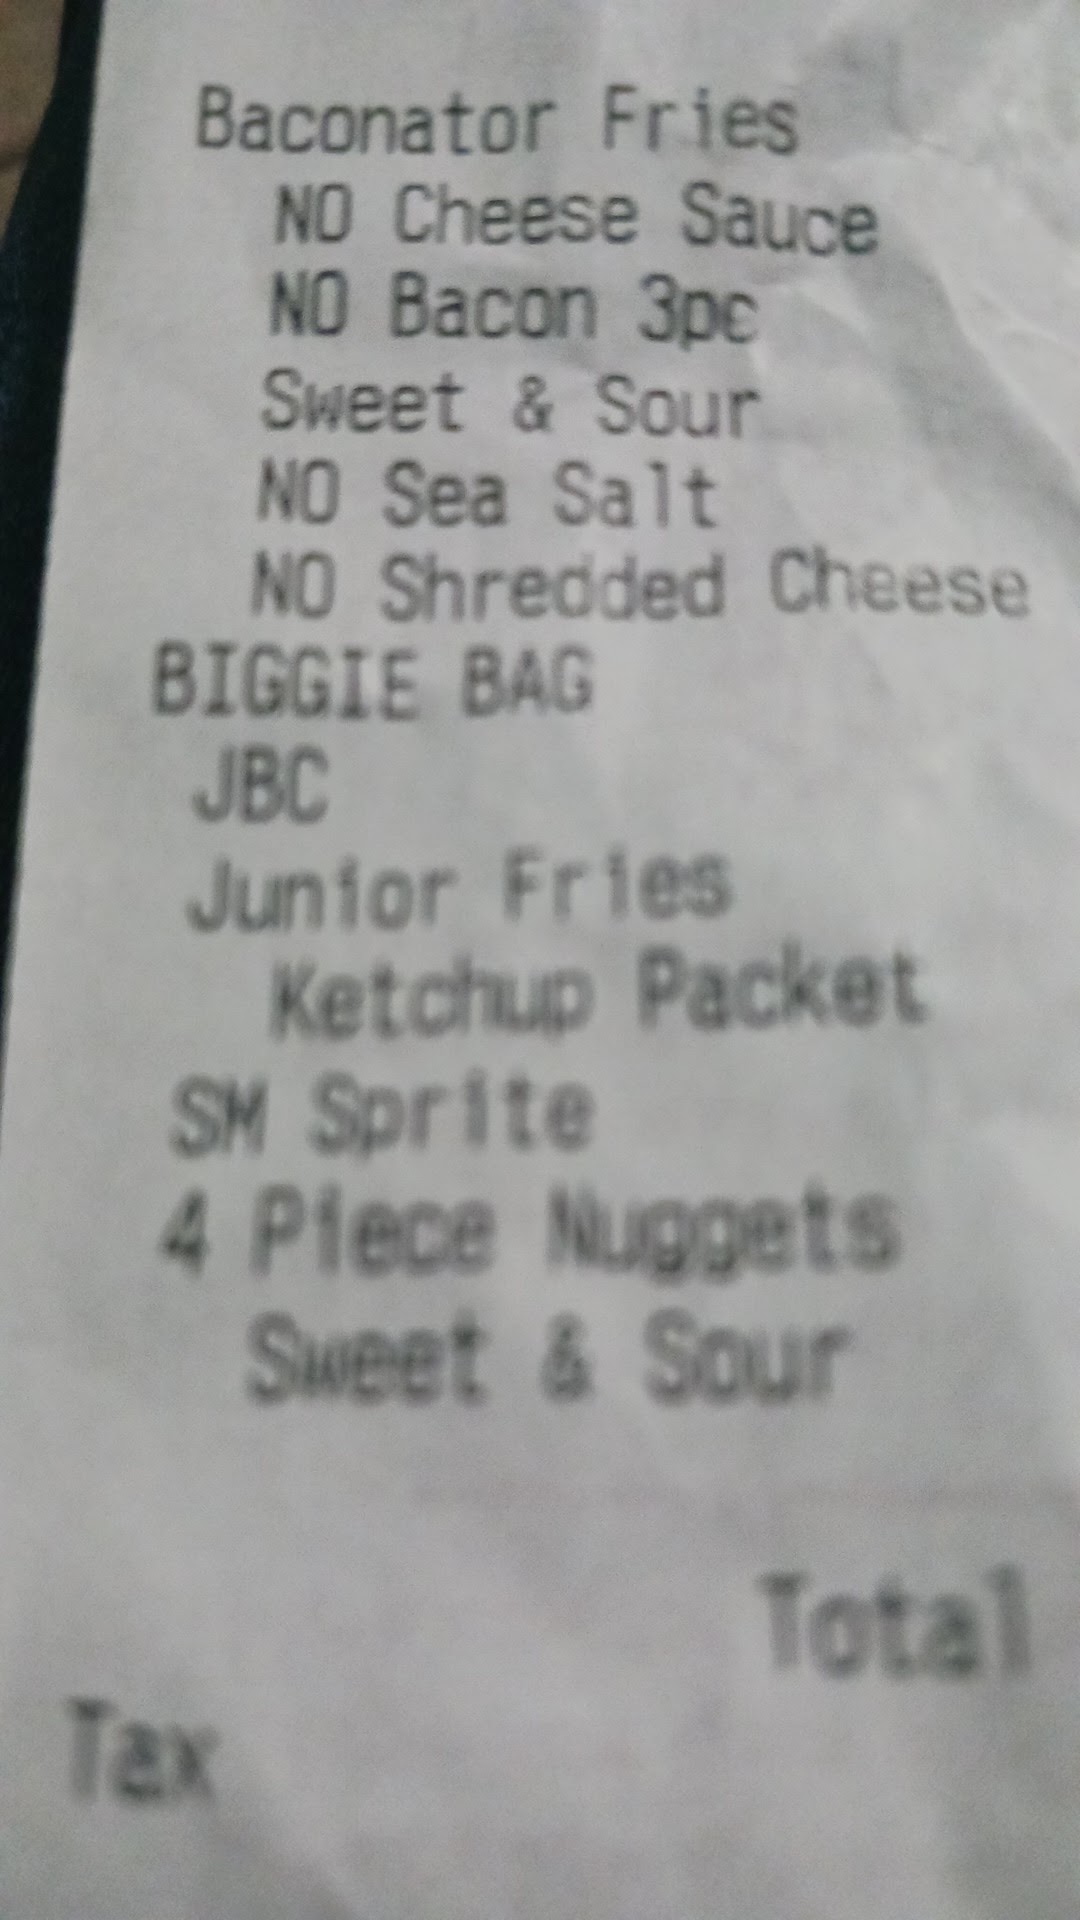 Baconator Fries
NO Cheese Sauce
NO Bacon 3pc
Sweet & Sour
NO Sea Salt
NO Shredded Cheese
BIGGIE BAG
JBC
Junior Fries
Ketchup Packet
SM Sprite
4 Piece Nuggets
Sweet & Sour
Total
Tax